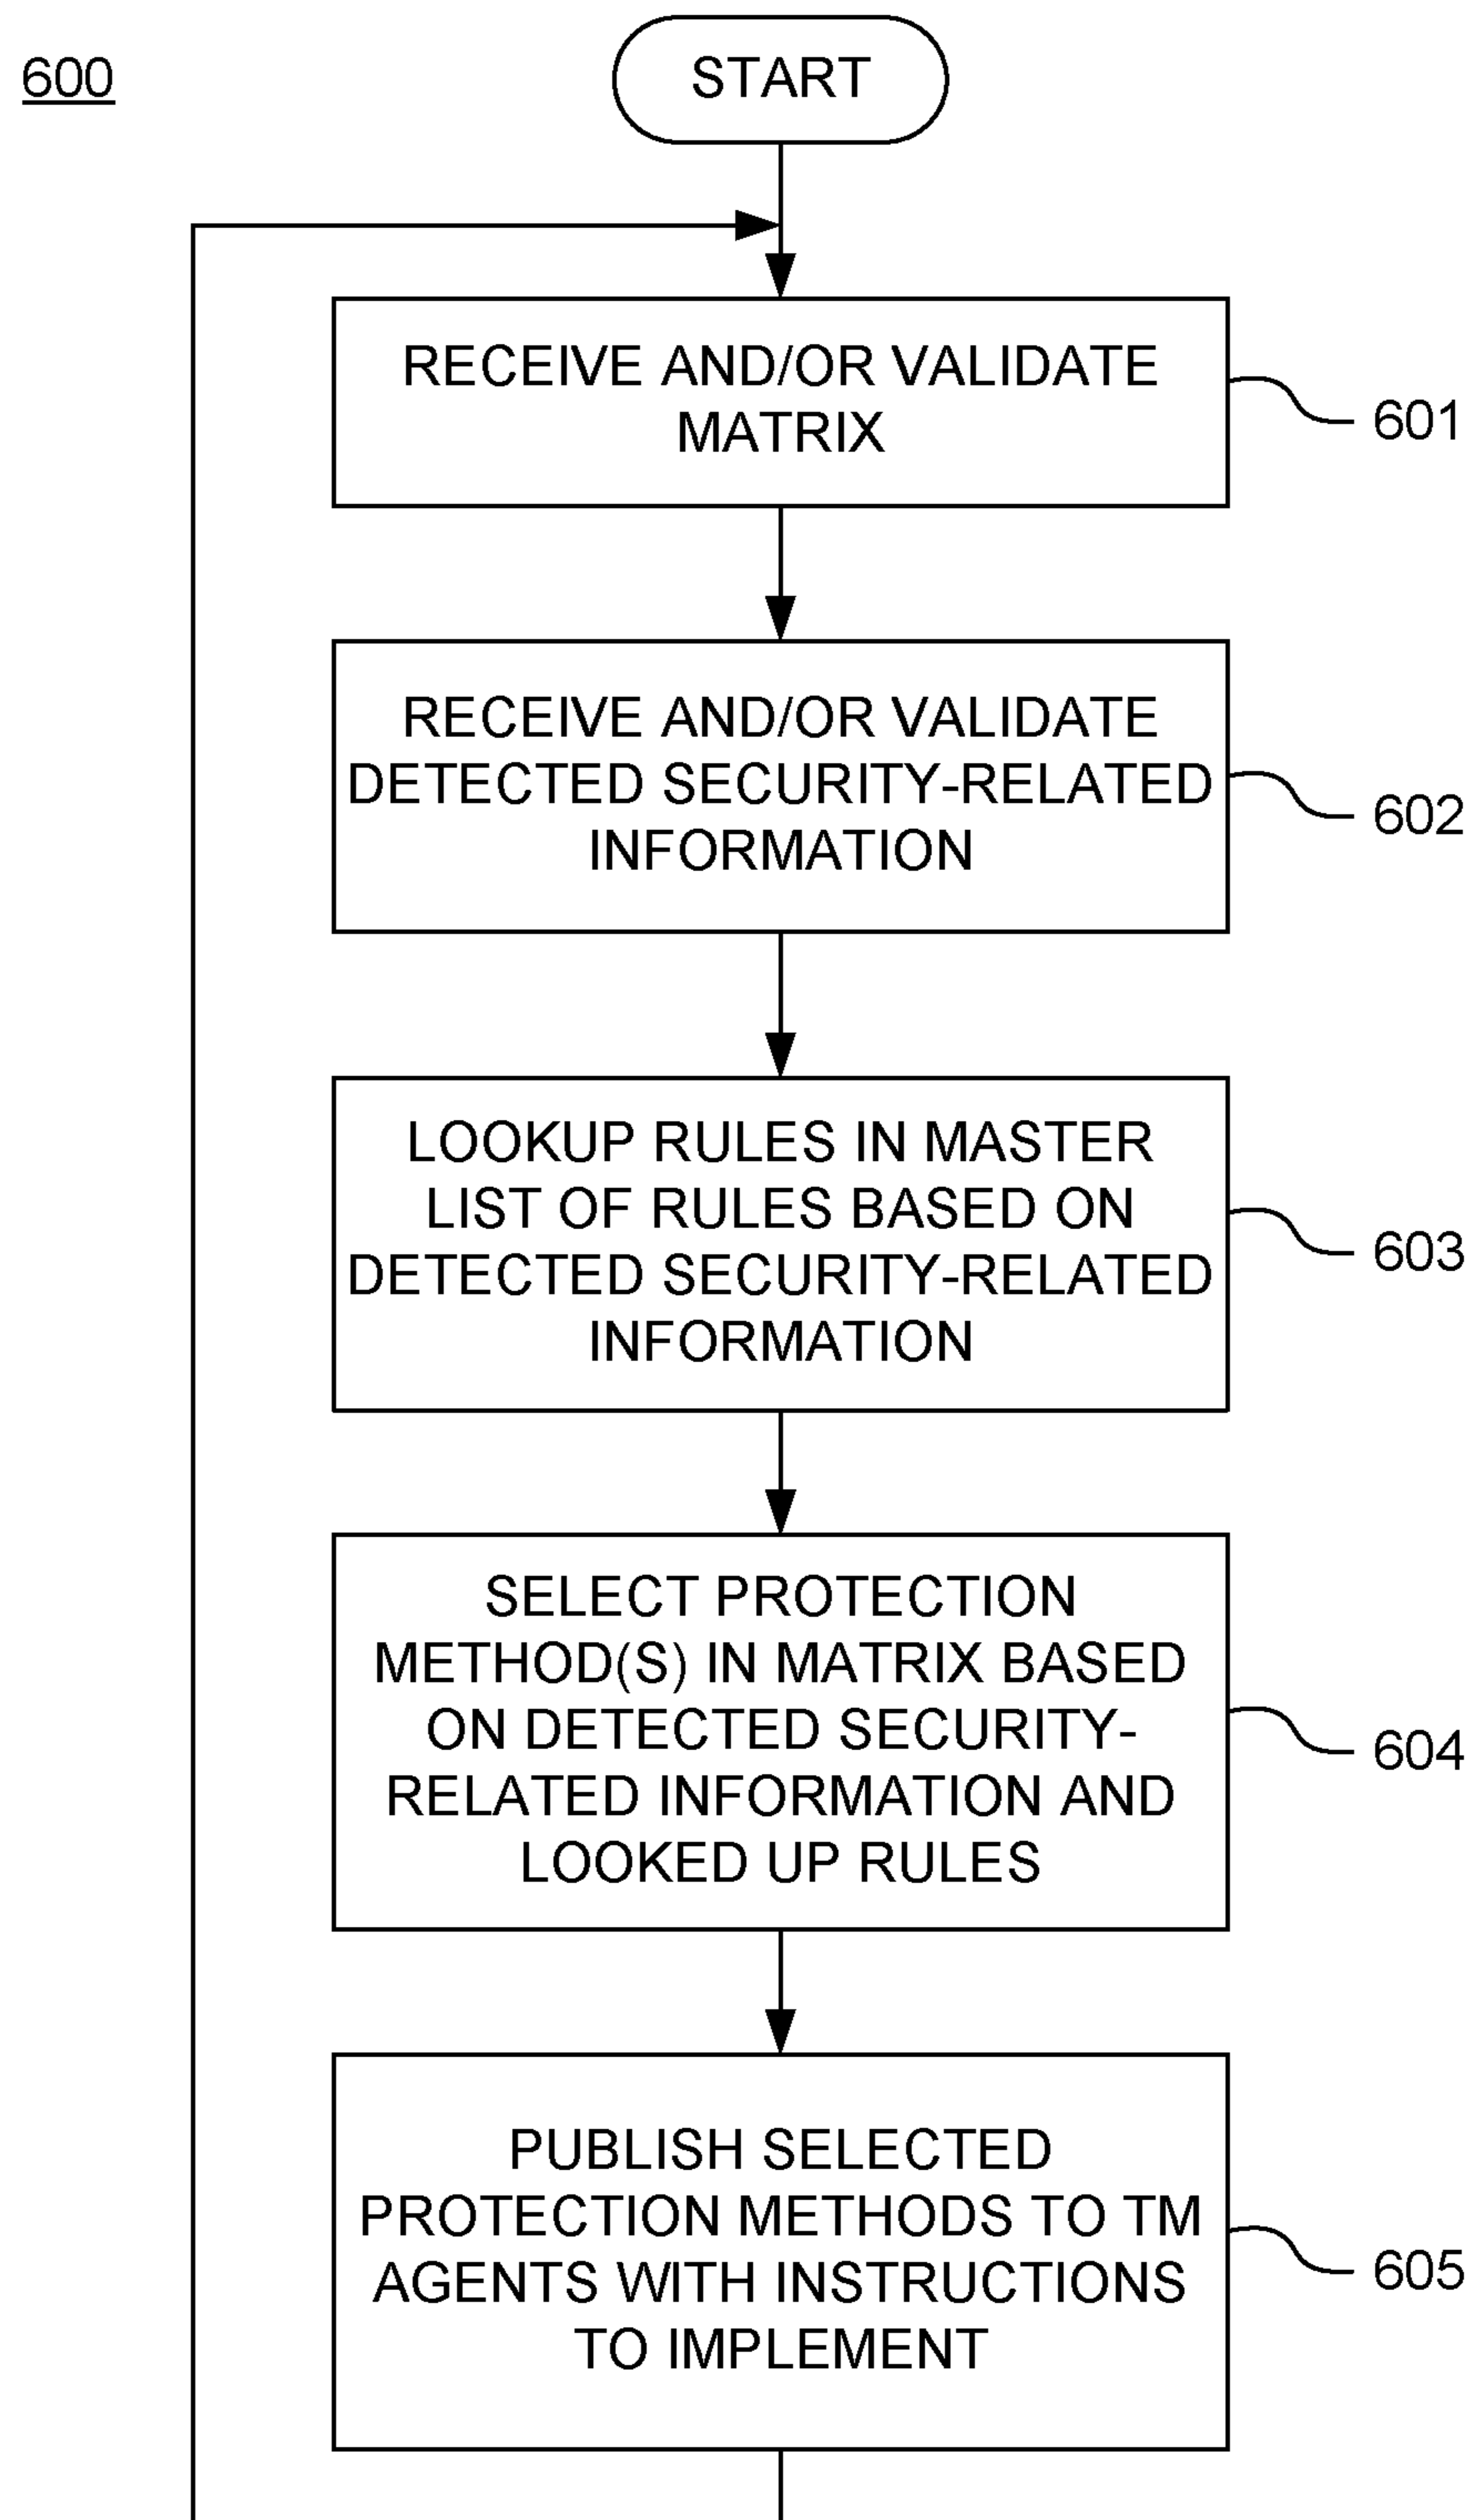 600
START
RECEIVE AND/OR VALIDATE
MATRIX
601
RECEIVE AND/OR VALIDATE
DETECTED SECURITY-RELATED
INFORMATION
602
LOOKUP RULES IN MASTER
LIST OF RULES BASED ON
DETECTED SECURITY-RELATED
INFORMATION
603
SELECT PROTECTION
METHOD(S) IN MATRIX BASED
ON DETECTED SECURITY-
RELATED INFORMATION AND
LOOKED UP RULES
604
PUBLISH SELECTED
PROTECTION METHODS TO TM
AGENTS WITH INSTRUCTIONS
TO IMPLEMENT
605